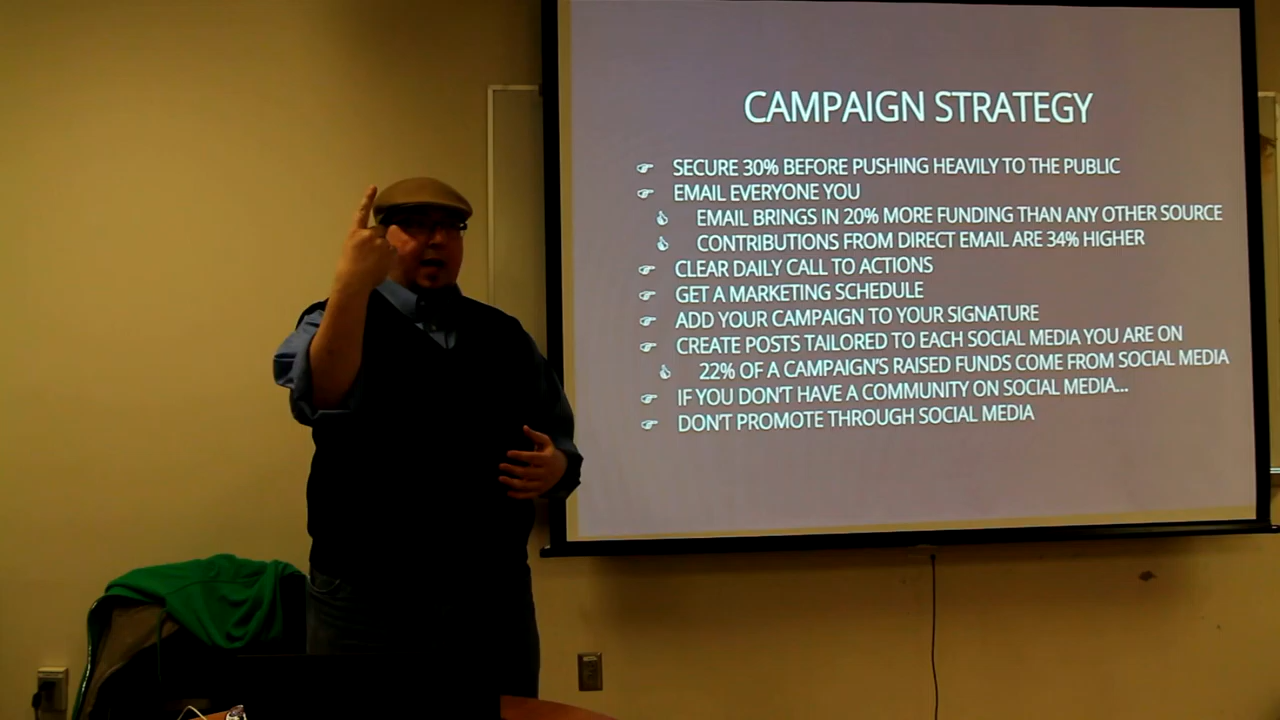 CAMPAIGN STRATEGY
SECURE 30% BEFORE PUSHING HEAVILY TO THE PUBLIC
EMAIL EVERYONE YOU
EMAIL BRINGS IN 20% MORE FUNDING THAN ANY OTHER SOURCE
CONTRIBUTIONS FROM DIRECT EMAIL ARE 34% HIGHER
CLEAR DAILY CALL TO ACTIONS
GET A MARKETING SCHEDULE
ADD YOUR CAMPAIGN TO YOUR SIGNATURE
CREATE POSTS TAILORED TO EACH SOCIAL MEDIA YOU ARE ON
22% OF A CAMPAIGN'S RAISED FUNDS COME FROM SOCIAL MEDIA
IF YOU DON'T HAVE A COMMUNITY ON SOCIAL MEDIA...
DON'T PROMOTE THROUGH SOCIAL MEDIA